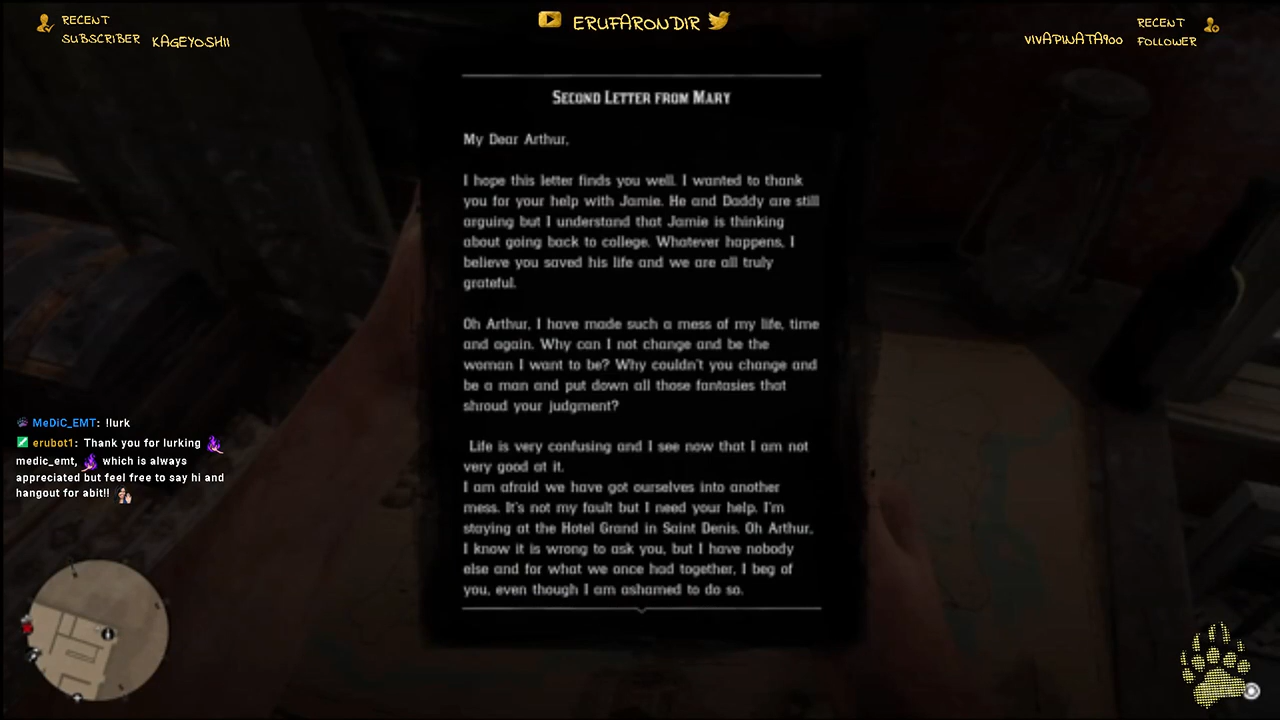 RECENT
SUBSCRIBER KAGEYOSHII
ERUFARONDIR
VIVAPINATA900
RECENT
FOLLOWER
SECOND LETTER FROM MARY
My Dear Arthur,
I hope this letter finds you well. I wanted to thank
you for your help with Jamie. He and Daddy are still
arguing but I understand that Jamie is thinking
about going back to college. Whatever happens, I
believe you saved his life and we are all truly
grateful.
Oh Arthur, I have made such a mess of my life, time
and again. Why can I not change and be the
woman I want to be? Why couldn't you change and
be a man and put down all those fantasies that
shroud your judgment?
Life is very confusing and I see now that I am not
very good at it.
I am afraid we have got ourselves into another
mess. It's not my fault but I need your help. I'm
staying at the Hotel Grand in Saint Denis. Oh Arthur,
I know it is wrong to ask you, but I have nobody
else and for what we once had together, I beg of
you, even though I am ashamed to do so.
MeDiC_EMT: !lurk
erubot1: Thank you for lurking
medic_emt, which is always
appreciated but feel free to say hi and
hangout for abit!!